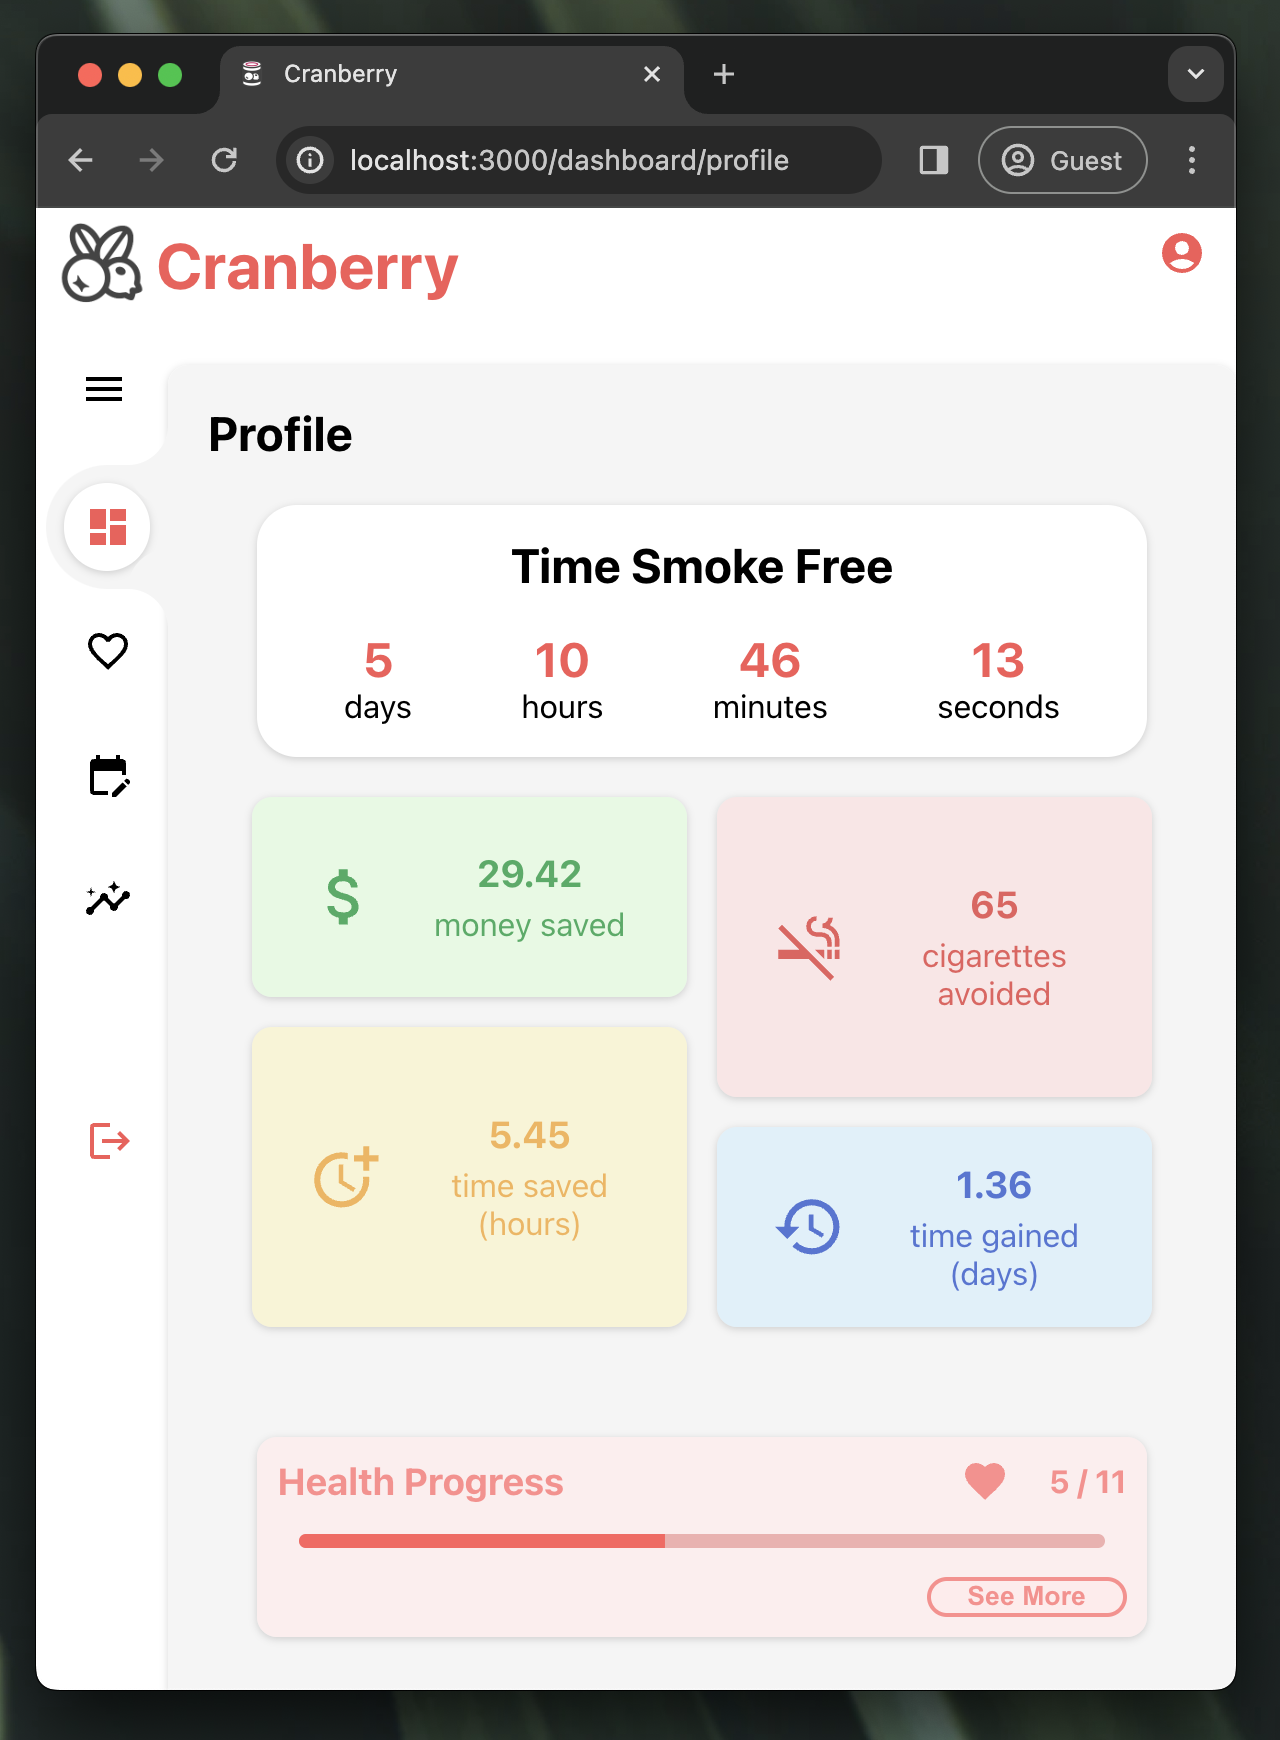 Cranberry
localhost:3000/dashboard/profile
Guest
Cranberry
Profile
Time Smoke Free
5 10 46 13
days hours minutes seconds
$ 29.42
money saved
65
cigarettes
avoided
5.45
time saved
(hours)
1.36
time gained
(days)
Health Progress 5 / 11
See More